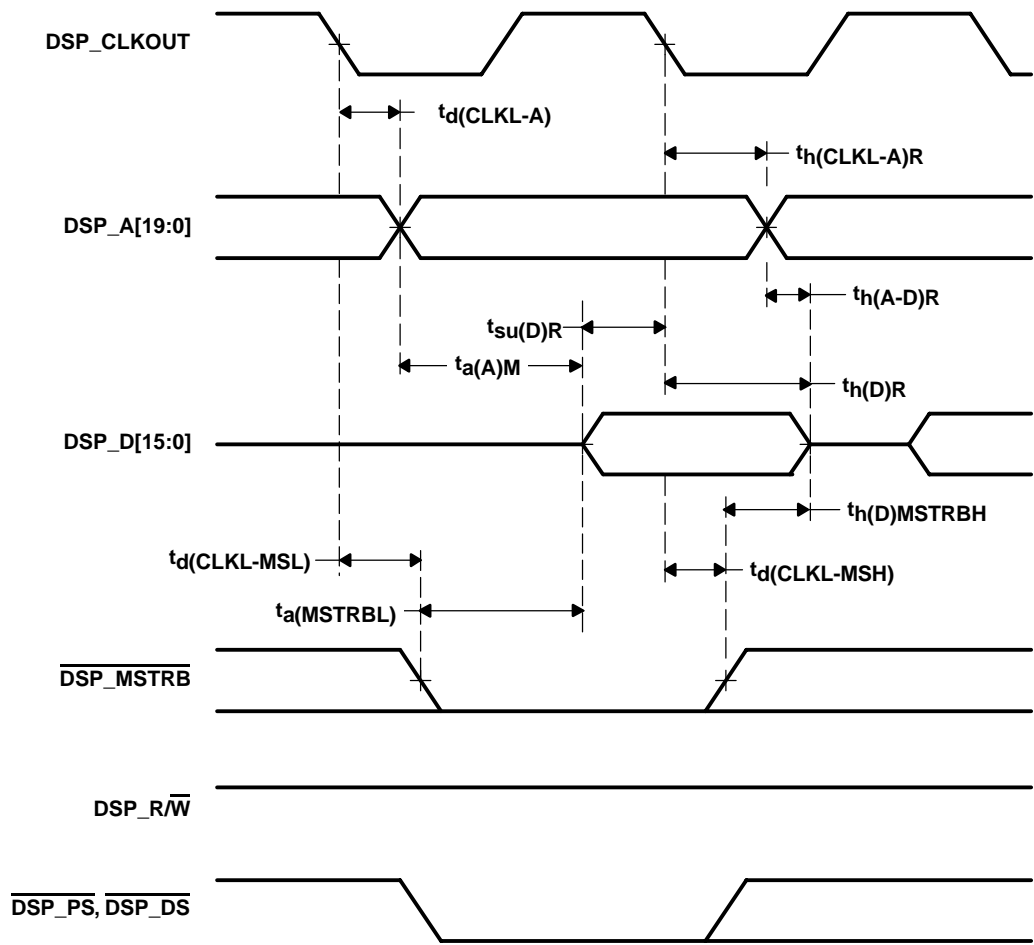 DSP_CLKOUT
td(CLKL-A)
th(CLKL-A)R
DSP_A[19:0]
th(A-D)R
tsu(D)R
ta(A)M
th(D)R
DSP_D[15:0]
th(D)MSTRBH
td(CLKL-MSL)
td(CLKL-MSH)
ta(MSTRBL)
DSP_MSTRB
DSP_R/W
DSP_PS, DSP_DS